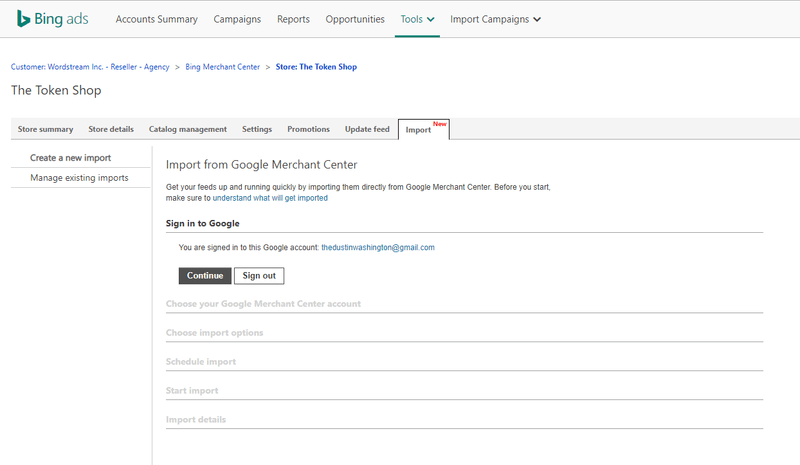 Bing ads Accounts Summary Campaigns Reports Opportunities Tools Import Campaigns
Customer: Wordstream Inc. - Reseller - Agency > Bing Merchant Center > Store: The Token Shop
The Token Shop
Store summary Store details Catalog management Settings Promotions Update feed Import New
Create a new import
Manage existing imports
Import from Google Merchant Center
Get your feeds up and running quickly by importing them directly from Google Merchant Center. Before you start,
make sure to understand what will get imported
Sign in to Google
You are signed in to this Google account: thedustinwashington@gmail.com
Continue Sign out
Choose your Google Merchant Center account
Choose import options
Schedule import
Start import
Import details